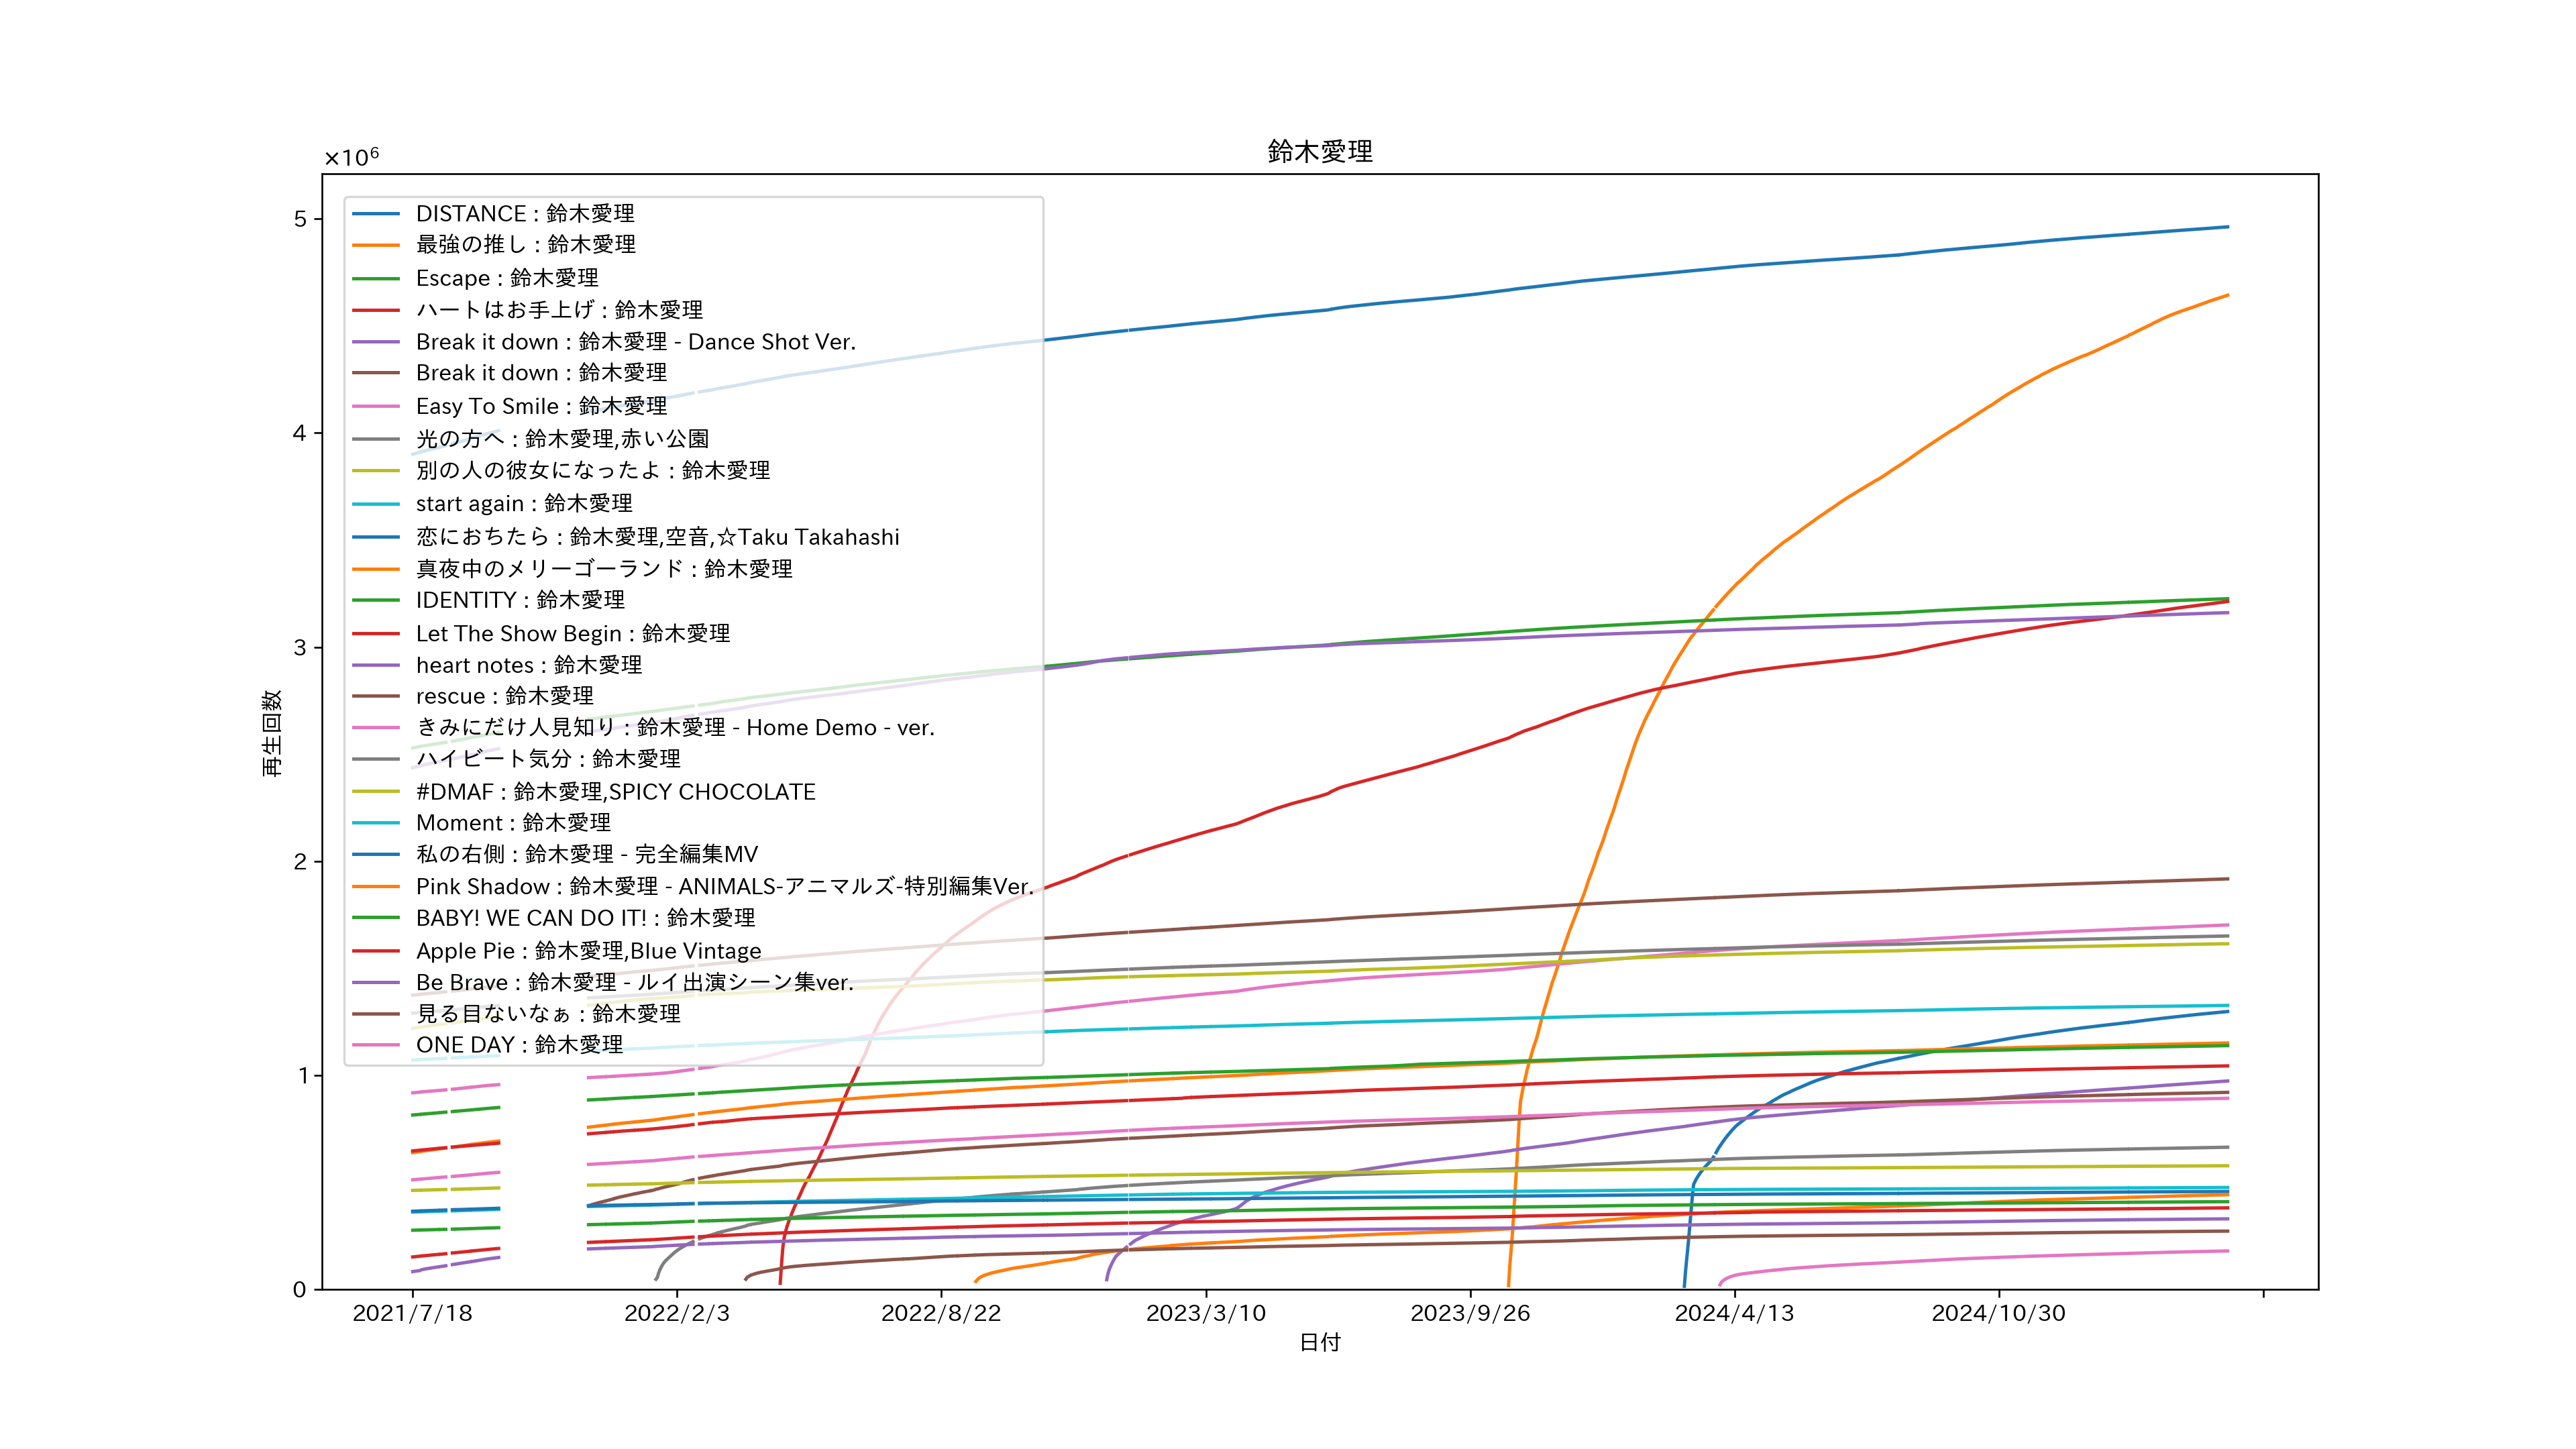 鈴木愛理
×10⁶
5
4
3
2
1
0
再生回数
DISTANCE : 鈴木愛理
最強の推し : 鈴木愛理
Escape : 鈴木愛理
ハートはお手上げ : 鈴木愛理
Break it down : 鈴木愛理 - Dance Shot Ver.
Break it down : 鈴木愛理
Easy To Smile : 鈴木愛理
光の方へ : 鈴木愛理,赤い公園
別の人の彼女になったよ : 鈴木愛理
start again : 鈴木愛理
恋におちたら : 鈴木愛理,空音,☆Taku Takahashi
真夜中のメリーゴーランド : 鈴木愛理
IDENTITY : 鈴木愛理
Let The Show Begin : 鈴木愛理
heart notes : 鈴木愛理
rescue : 鈴木愛理
きみにだけ人見知り : 鈴木愛理 - Home Demo - ver.
ハイビート気分 : 鈴木愛理
#DMAF : 鈴木愛理,SPICY CHOCOLATE
Moment : 鈴木愛理
私の右側 : 鈴木愛理 - 完全編集MV
Pink Shadow : 鈴木愛理 - ANIMALS-アニマルズ-特別編集Ver.
BABY! WE CAN DO IT! : 鈴木愛理
Apple Pie : 鈴木愛理,Blue Vintage
Be Brave : 鈴木愛理 - ルイ出演シーン集ver.
見る目ないなぁ : 鈴木愛理
ONE DAY : 鈴木愛理
2021/7/18
2022/2/3
2022/8/22
2023/3/10
2023/9/26
2024/4/13
2024/10/30
日付